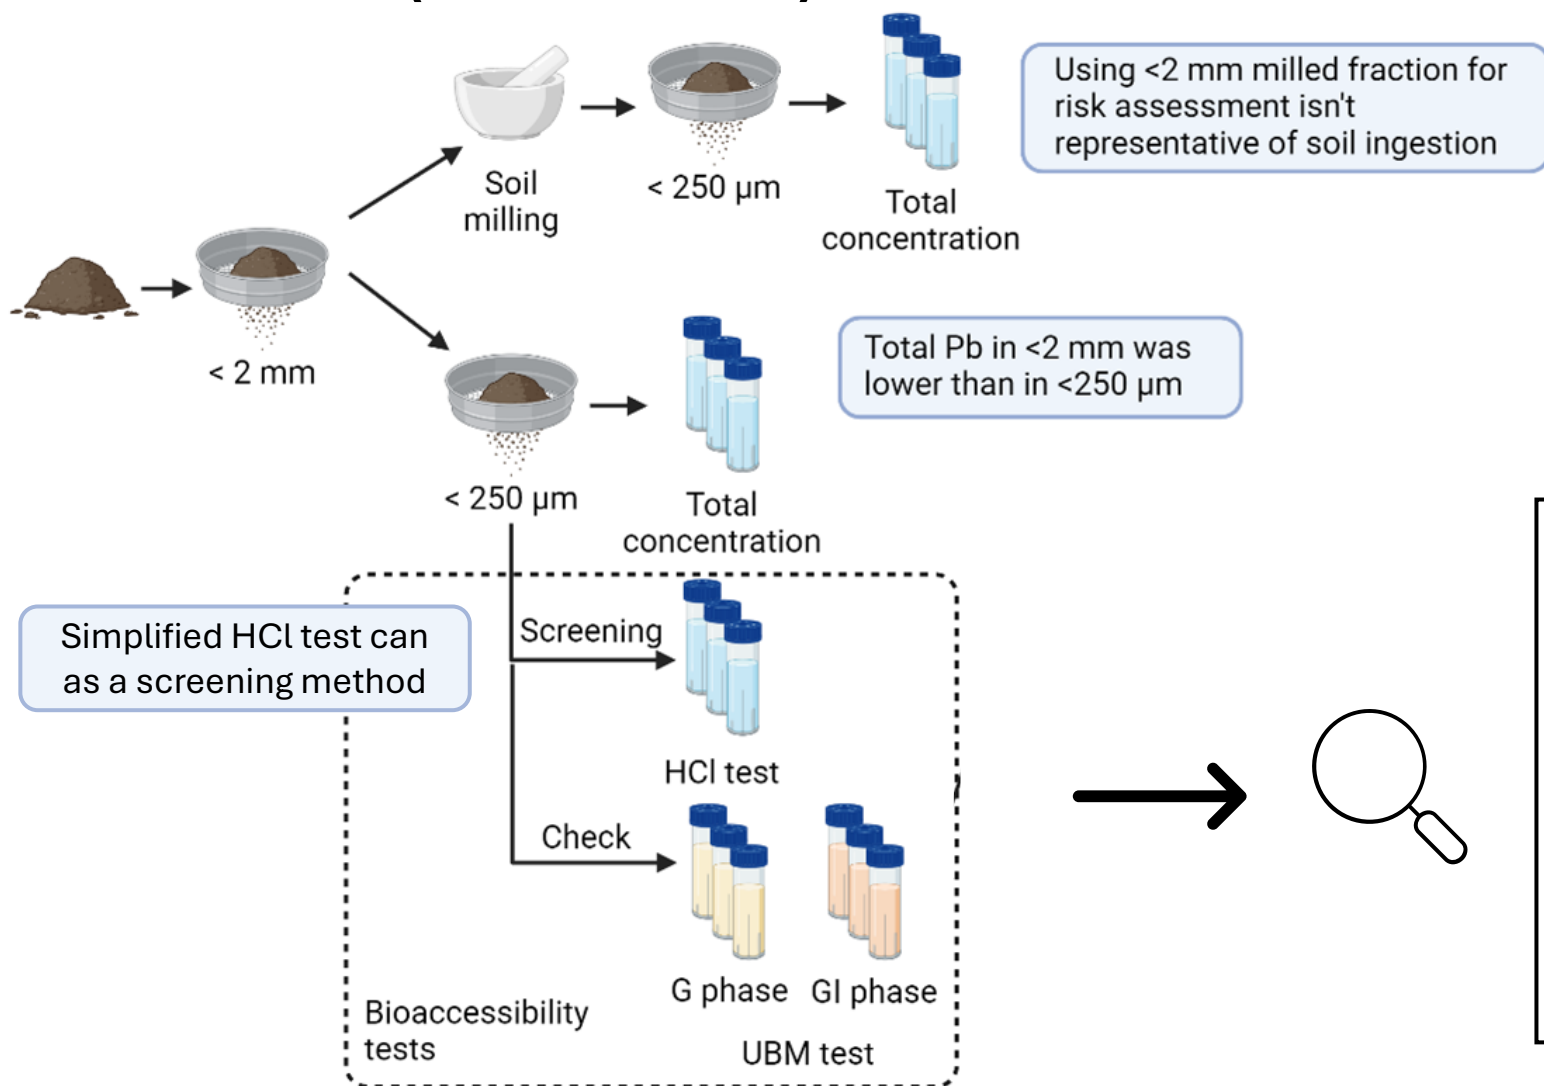 Soil
milling
< 250 µm
Total
concentration
Using <2 mm milled fraction for
risk assessment isn't
representative of soil ingestion
< 2 mm
< 250 µm
Total
concentration
Total Pb in <2 mm was
lower than in <250 µm
Simplified HCl test can
as a screening method
Screening
HCl test
Check
G phase
GI phase
UBM test
Bioaccessibility
tests